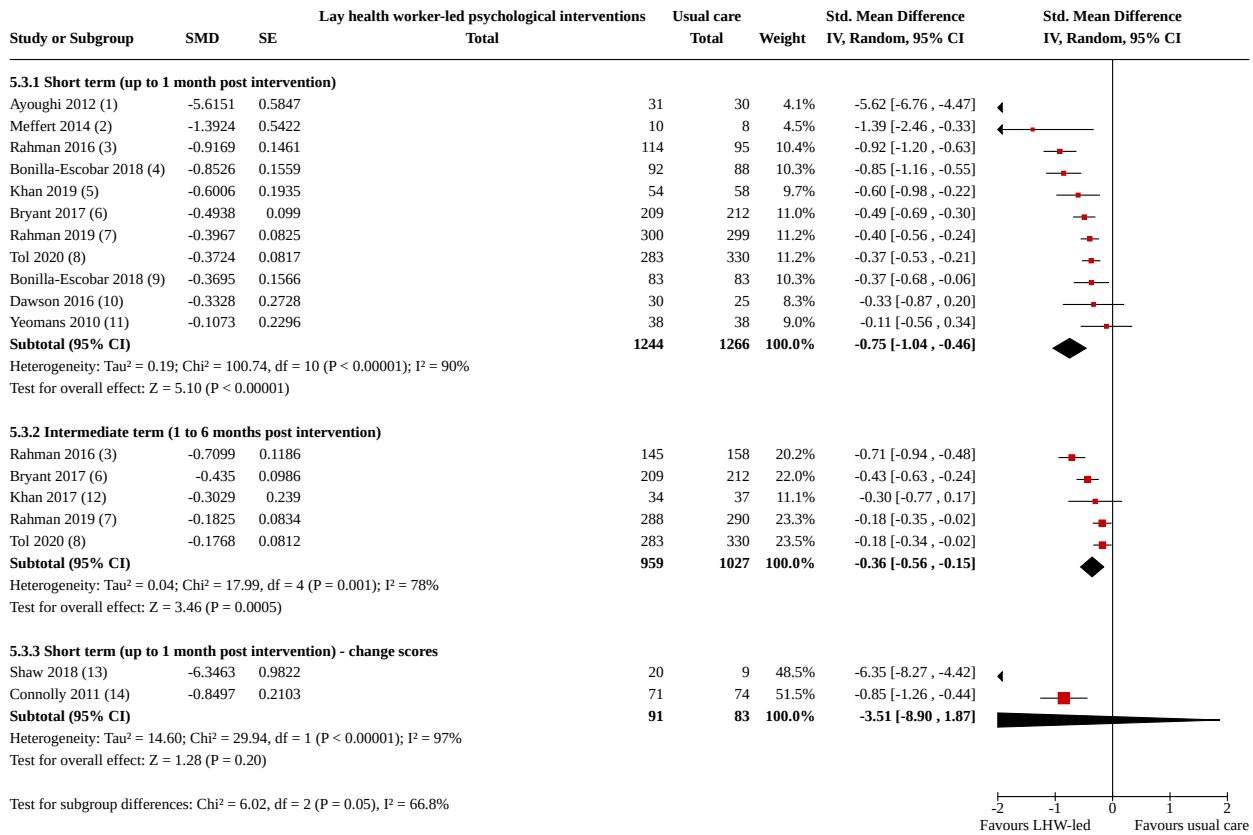 Lay health worker-led psychological interventions Usual care Std. Mean Difference Std. Mean Difference
Study or Subgroup SMD SE Total Total Weight IV, Random, 95% CI IV, Random, 95% CI
5.3.1 Short term (up to 1 month post intervention)
Ayoughi 2012 (1) -5.6151 0.5847 31 30 4.1% -5.62 [-6.76 , -4.47]
Meffert 2014 (2) -1.3924 0.5422 10 8 4.5% -1.39 [-2.46 , -0.33]
Rahman 2016 (3) -0.9169 0.1461 114 95 10.4% -0.92 [-1.20 , -0.63]
Bonilla-Escobar 2018 (4) -0.8526 0.1559 92 88 10.3% -0.85 [-1.16 , -0.55]
Khan 2019 (5) -0.6006 0.1935 54 58 9.7% -0.60 [-0.98 , -0.22]
Bryant 2017 (6) -0.4938 0.099 209 212 11.0% -0.49 [-0.69 , -0.30]
Rahman 2019 (7) -0.3967 0.0825 300 299 11.2% -0.40 [-0.56 , -0.24]
Tol 2020 (8) -0.3724 0.0817 283 330 11.2% -0.37 [-0.53 , -0.21]
Bonilla-Escobar 2018 (9) -0.3695 0.1566 83 83 10.3% -0.37 [-0.68 , -0.06]
Dawson 2016 (10) -0.3328 0.2728 30 25 8.3% -0.33 [-0.87 , 0.20]
Yeomans 2010 (11) -0.1073 0.2296 38 38 9.0% -0.11 [-0.56 , 0.34]
Subtotal (95% CI) 1244 1266 100.0% -0.75 [-1.04 , -0.46]
Heterogeneity: Tau² = 0.19; Chi² = 100.74, df = 10 (P < 0.00001); I² = 90%
Test for overall effect: Z = 5.10 (P < 0.00001)
5.3.2 Intermediate term (1 to 6 months post intervention)
Rahman 2016 (3) -0.7099 0.1186 145 158 20.2% -0.71 [-0.94 , -0.48]
Bryant 2017 (6) -0.435 0.0986 209 212 22.0% -0.43 [-0.63 , -0.24]
Khan 2017 (12) -0.3029 0.239 34 37 11.1% -0.30 [-0.77 , 0.17]
Rahman 2019 (7) -0.1825 0.0834 288 290 23.3% -0.18 [-0.35 , -0.02]
Tol 2020 (8) -0.1768 0.0812 283 330 23.5% -0.18 [-0.34 , -0.02]
Subtotal (95% CI) 959 1027 100.0% -0.36 [-0.56 , -0.15]
Heterogeneity: Tau² = 0.04; Chi² = 17.99, df = 4 (P = 0.001); I² = 78%
Test for overall effect: Z = 3.46 (P = 0.0005)
5.3.3 Short term (up to 1 month post intervention) - change scores
Shaw 2018 (13) -6.3463 0.9822 20 9 48.5% -6.35 [-8.27 , -4.42]
Connolly 2011 (14) -0.8497 0.2103 71 74 51.5% -0.85 [-1.26 , -0.44]
Subtotal (95% CI) 91 83 100.0% -3.51 [-8.90 , 1.87]
Heterogeneity: Tau² = 14.60; Chi² = 29.94, df = 1 (P < 0.00001); I² = 97%
Test for overall effect: Z = 1.28 (P = 0.20)
Test for subgroup differences: Chi² = 6.02, df = 2 (P = 0.05), I² = 66.8%
-2 -1 0 1 2
Favours LHW-led Favours usual care